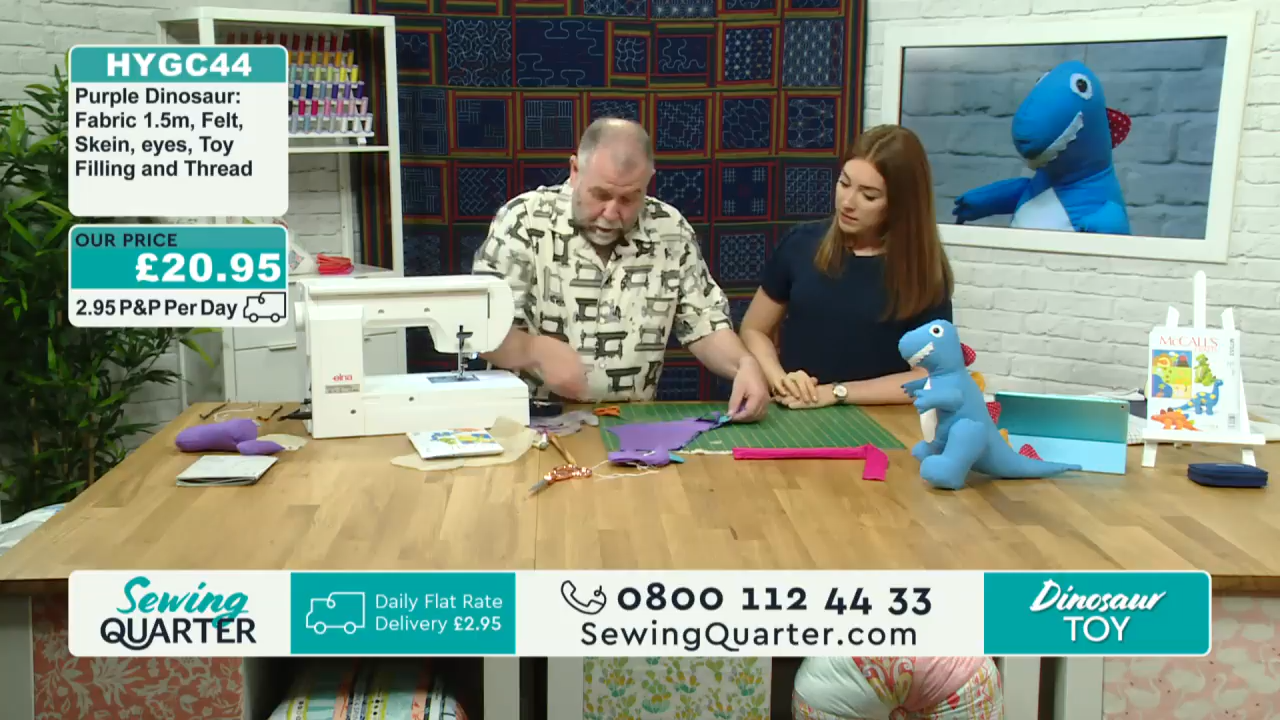 HYGC44
Purple Dinosaur:
Fabric 1.5m, Felt,
Skein, eyes, Toy
Filling and Thread
OUR PRICE
£20.95
2.95 P&P Per Day
elna
McCALL'S
Sewing
QUARTER
Daily Flat Rate
Delivery £2.95
0800 112 44 33
SewingQuarter.com
Dinosaur
TOY